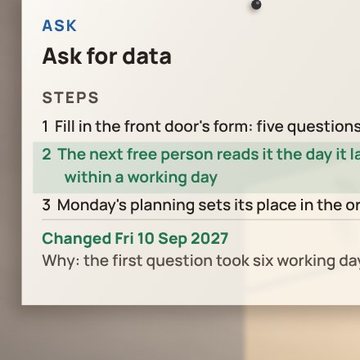 ASK
Ask for data
STEPS
1 Fill in the front door's form: five questions
2 The next free person reads it the day it
within a working day
3 Monday's planning sets its place in the
Changed Fri 10 Sep 2027
Why: the first question took six working